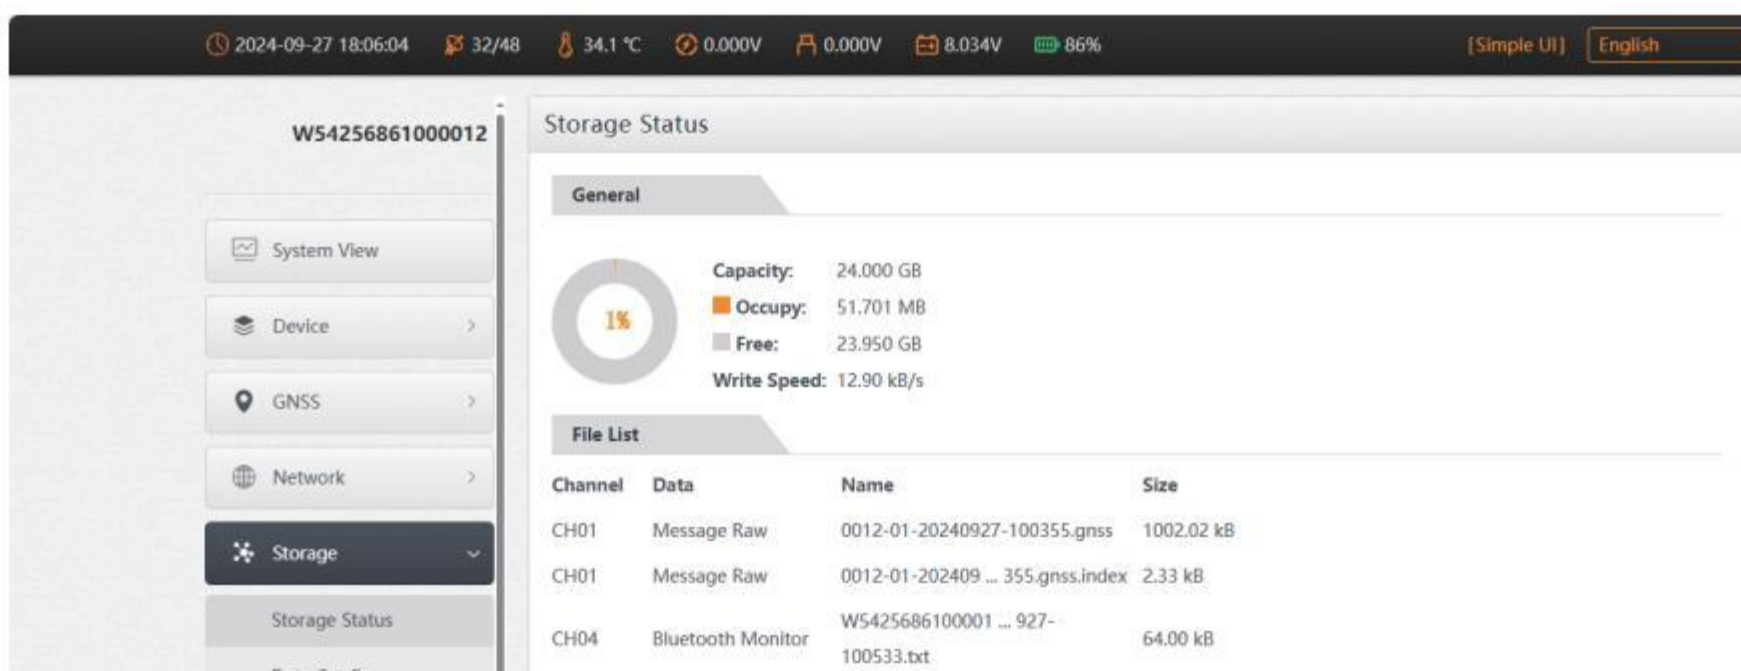 2024-09-27 18:06:04 32/48 34.1 ℃ 0.000V 0.000V 8.034V 86% [Simple UI] English
W54256861000012
System View
Device
GNSS
Network
Storage
Storage Status
Storage Status
General
1%
Capacity: 24.000 GB
Occupy: 51.701 MB
Free: 23.950 GB
Write Speed: 12.90 kB/s
File List
Channel Data Name Size
CH01 Message Raw 0012-01-20240927-100355.gnss 1002.02 kB
CH01 Message Raw 0012-01-202409 ... 355.gnss.index 2.33 kB
CH04 Bluetooth Monitor W5425686100001 ... 927-
100533.txt 64.00 kB